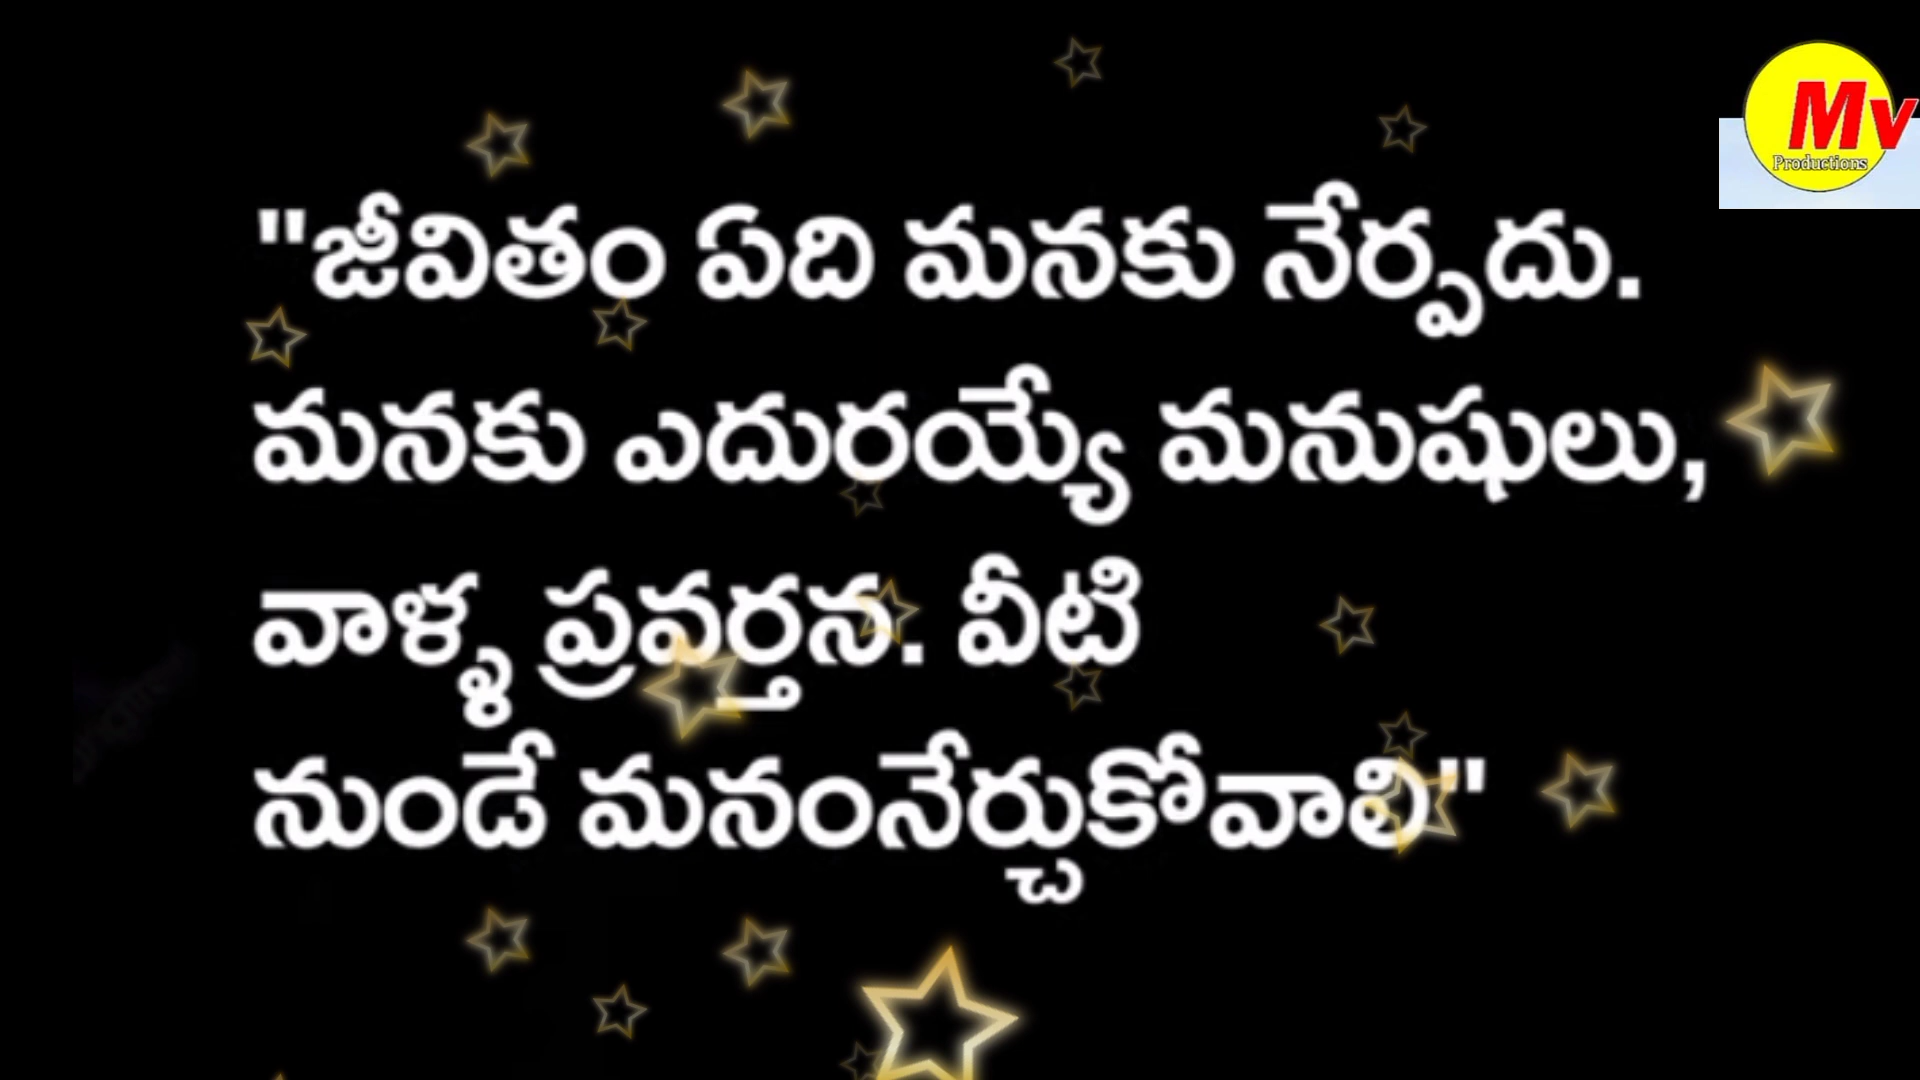 "జీవితం ఏది మనకు నేర్పదు.
మనకు ఎదురయ్యే మనుషులు,
వాళ్ళ ప్రవర్తన. వీటి
నుండే మనంనేర్చుకోవాలి"
Mv
Productions